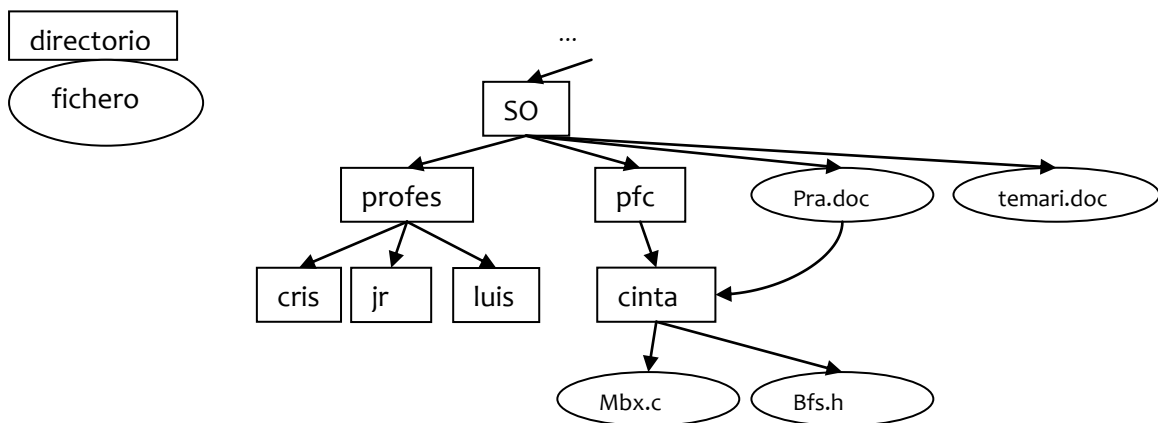 directorio
fichero
...
SO
profes
pfc
Pra.doc
temari.doc
cris
jr
luis
cinta
Mbx.c
Bfs.h